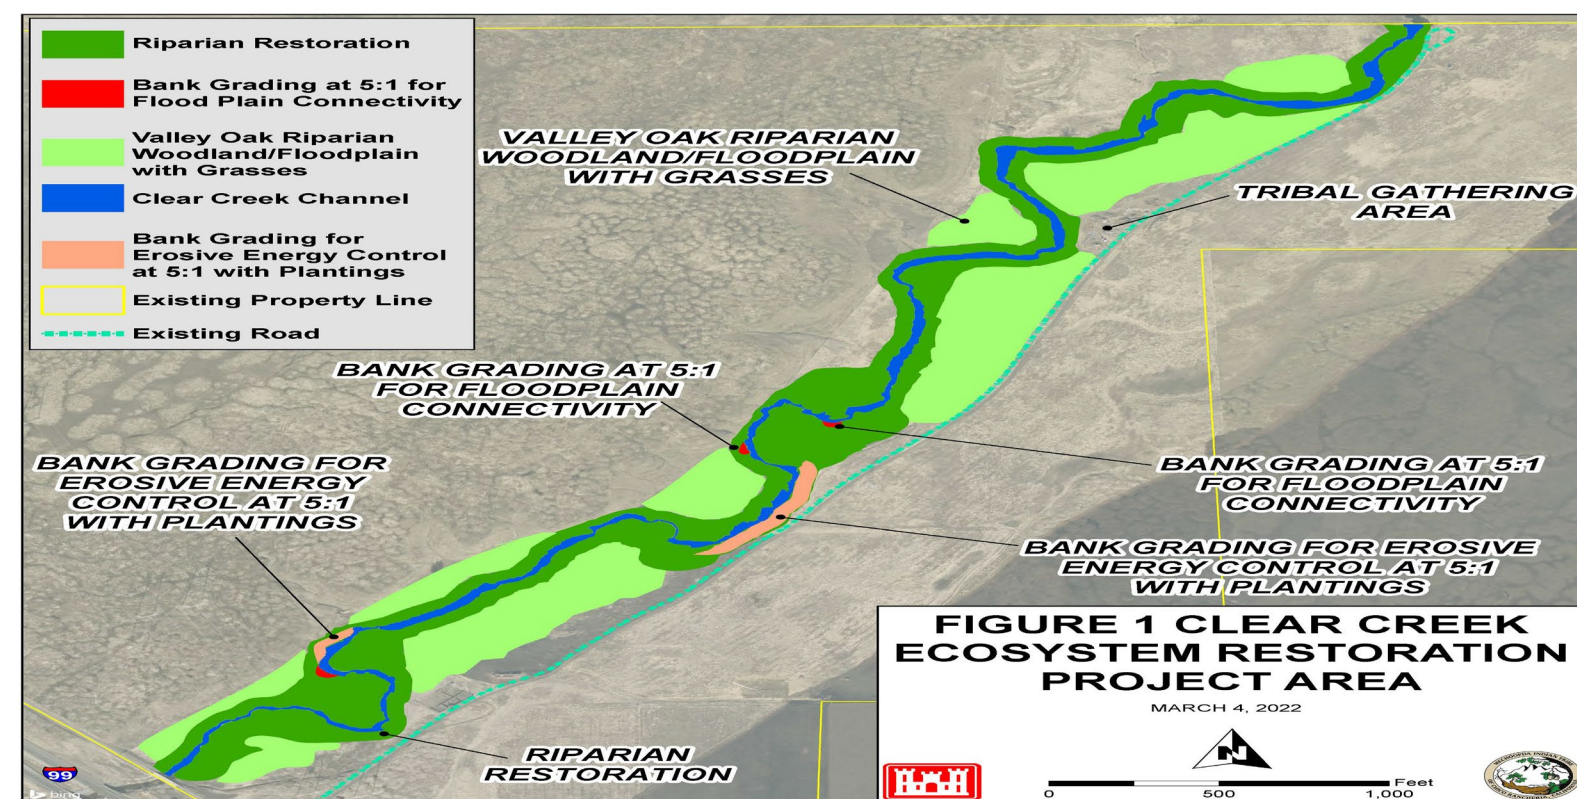 Riparian Restoration
Bank Grading at 5:1 for
Flood Plain Connectivity
Valley Oak Riparian
Woodland/Floodplain
with Grasses
Clear Creek Channel
Bank Grading for
Erosive Energy Control
at 5:1 with Plantings
Existing Property Line
Existing Road
VALLEY OAK RIPARIAN
WOODLAND/FLOODPLAIN
WITH GRASSES
TRIBAL GATHERING
AREA
BANK GRADING AT 5:1
FOR FLOODPLAIN
CONNECTIVITY
BANK GRADING FOR
EROSIVE ENERGY
CONTROL AT 5:1
WITH PLANTINGS
BANK GRADING AT 5:1
FOR FLOODPLAIN
CONNECTIVITY
BANK GRADING FOR EROSIVE
ENERGY CONTROL AT 5:1
WITH PLANTINGS
RIPARIAN
RESTORATION
FIGURE 1 CLEAR CREEK
ECOSYSTEM RESTORATION
PROJECT AREA
MARCH 4, 2022
N
Feet
0 500 1,000
99
bing